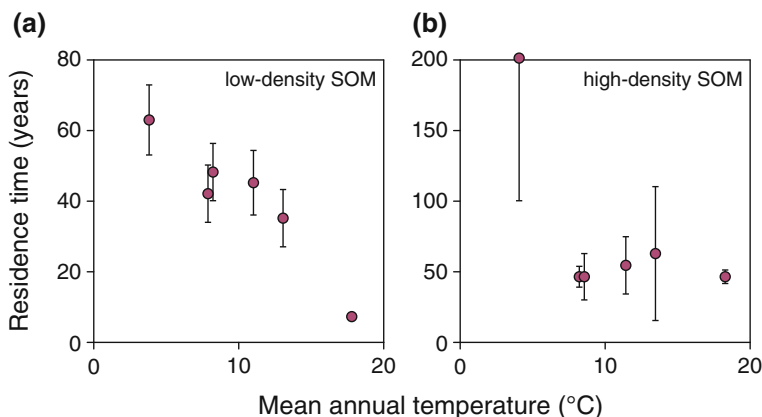 (a)
(b)
Residence time (years)
80
60
40
20
0
low-density SOM
0
10
20
200
150
100
50
0
high-density SOM
0
10
20
Mean annual temperature (°C)